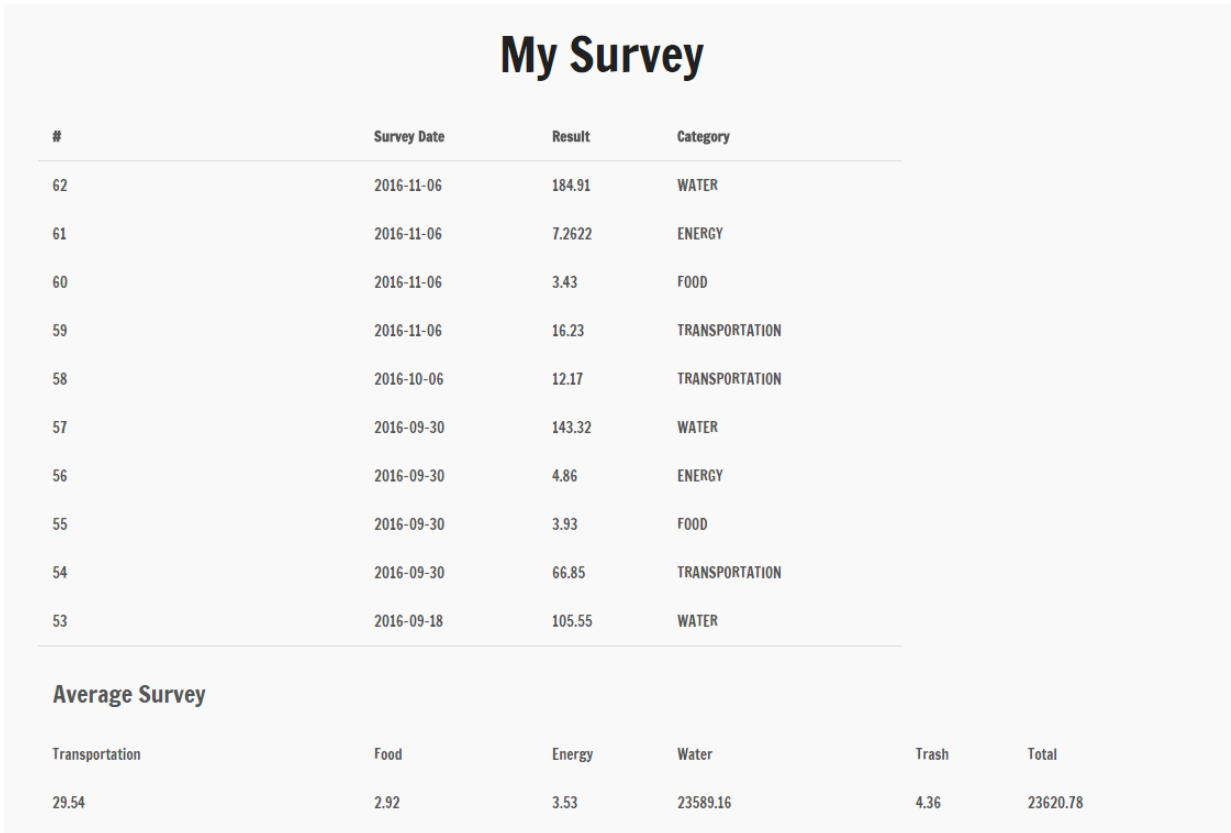 My Survey
# Survey Date Result Category
62 2016-11-06 184.91 WATER
61 2016-11-06 7.2622 ENERGY
60 2016-11-06 3.43 FOOD
59 2016-11-06 16.23 TRANSPORTATION
58 2016-10-06 12.17 TRANSPORTATION
57 2016-09-30 143.32 WATER
56 2016-09-30 4.86 ENERGY
55 2016-09-30 3.93 FOOD
54 2016-09-30 66.85 TRANSPORTATION
53 2016-09-18 105.55 WATER
Average Survey
Transportation Food Energy Water Trash Total
29.54 2.92 3.53 23589.16 4.36 23620.78